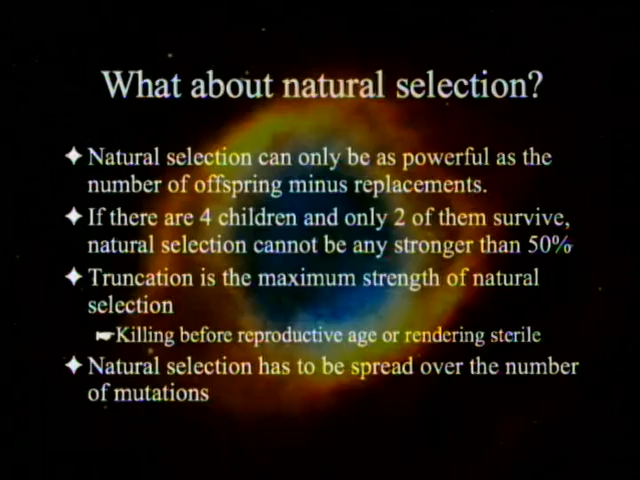 What about natural selection?
Natural selection can only be as powerful as the
number of offspring minus replacements.
If there are 4 children and only 2 of them survive,
natural selection cannot be any stronger than 50%
Truncation is the maximum strength of natural
selection
Killing before reproductive age or rendering sterile
Natural selection has to be spread over the number
of mutations